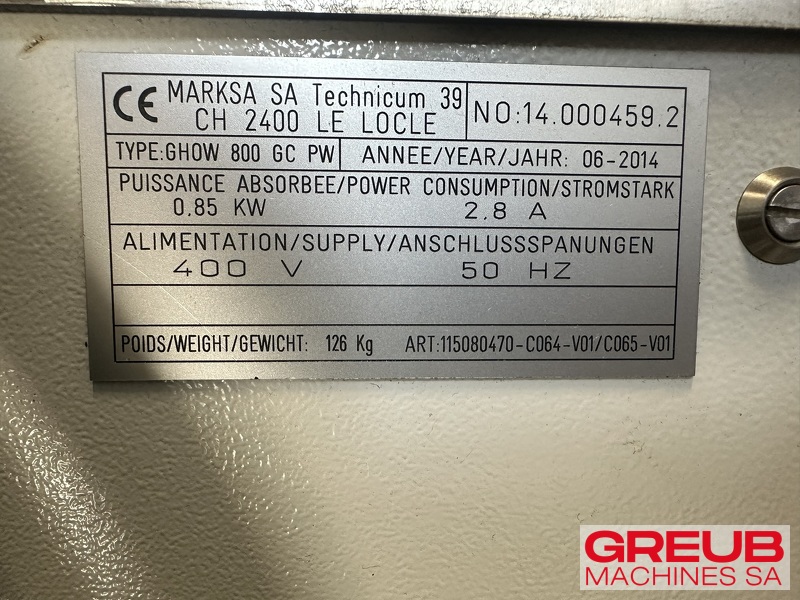 CE MARKSA SA Technicum 39
CH 2400 LE LOCLE
NO:14.000459.2
TYPE:GHOW 800 GC PW
ANNEE/YEAR/JAHR: 06-2014
PUISSANCE ABSORBEE/POWER CONSUMPTION/STROMSTARK
0.85 KW 2.8 A
ALIMENTATION/SUPPLY/ANSCHLUSSSPANUNGEN
400 V 50 HZ
POIDS/WEIGHT/GEWICHT: 126 Kg ART:115080470-C064-V01/C065-V01
GREUB
MACHINES SA